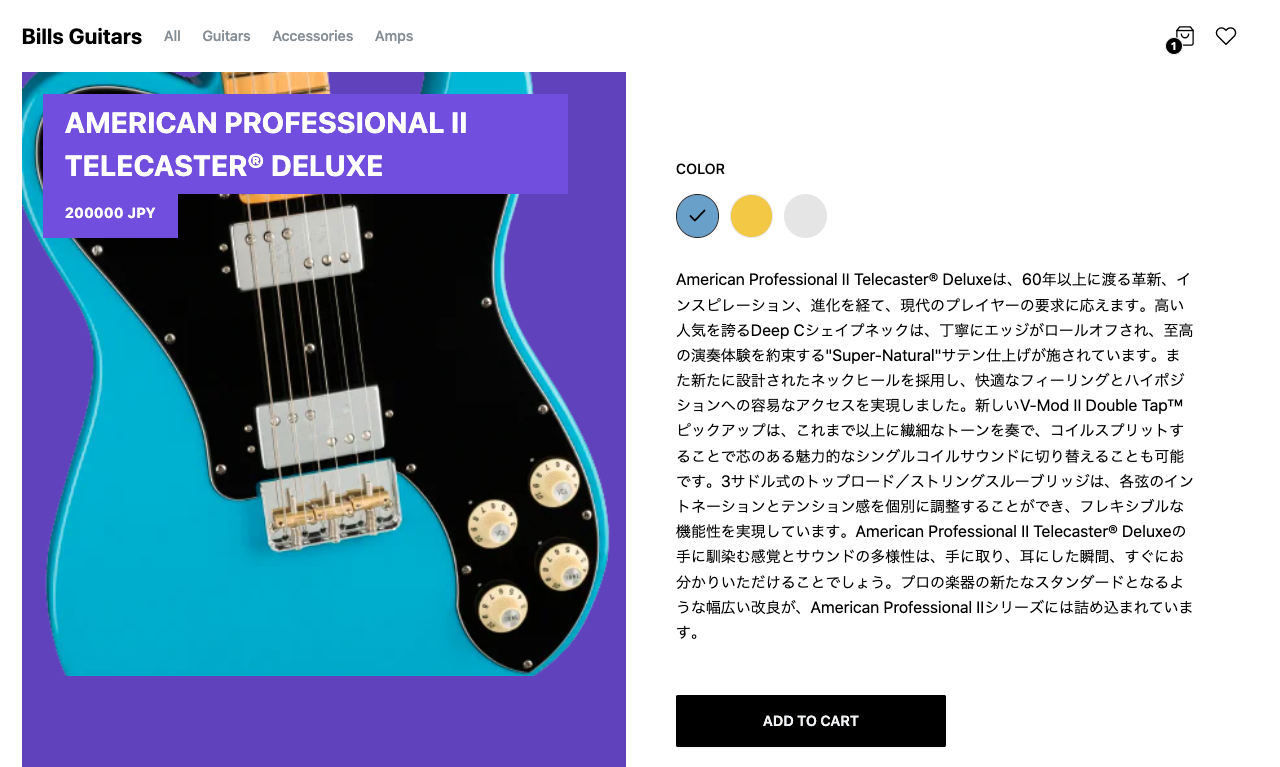 Bills Guitars All Guitars Accessories Amps
1
AMERICAN PROFESSIONAL II
TELECASTER® DELUXE
200000 JPY
COLOR
American Professional II Telecaster® Deluxeは、60年以上に渡る革新、イ
ンスピレーション、進化を経て、現代のプレイヤーの要求に応えます。高い
人気を誇るDeep Cシェイプネックは、丁寧にエッジがロールオフされ、至高
の演奏体験を約束する"Super-Natural"サテン仕上げが施されています。ま
た新たに設計されたネックヒールを採用し、快適なフィーリングとハイポジ
ションへの容易なアクセスを実現しました。新しいV-Mod II Double Tap™
ピックアップは、これまで以上に繊細なトーンを奏で、コイルスプリットす
ることで芯のある魅力的なシングルコイルサウンドに切り替えることも可能
です。3サドル式のトップロード／ストリングスルーブリッジは、各弦のイン
トネーションとテンション感を個別に調整することができ、フレキシブルな
機能性を実現しています。American Professional II Telecaster® Deluxeの
手に馴染む感覚とサウンドの多様性は、手に取り、耳にした瞬間、すぐにお
分かりいただけることでしょう。プロの楽器の新たなスタンダードとなるよ
うな幅広い改良が、American Professional IIシリーズには詰め込まれていま
す。
ADD TO CART